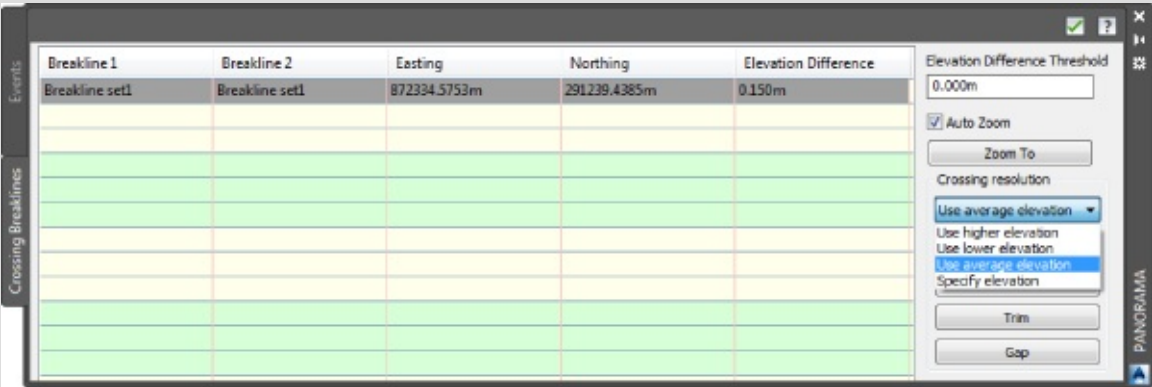 Breakline 1 Breakline 2 Easting Northing Elevation Difference
Breakline set1 Breakline set1 872334.5753m 291239.4385m 0.150m
Events
Crossing Breaklines
?
Elevation Difference Threshold
0.000m
Auto Zoom
Zoom To
Crossing resolution
Use average elevation
Use higher elevation
Use lower elevation
Use average elevation
Specify elevation
Trim
Gap
PANORAMA